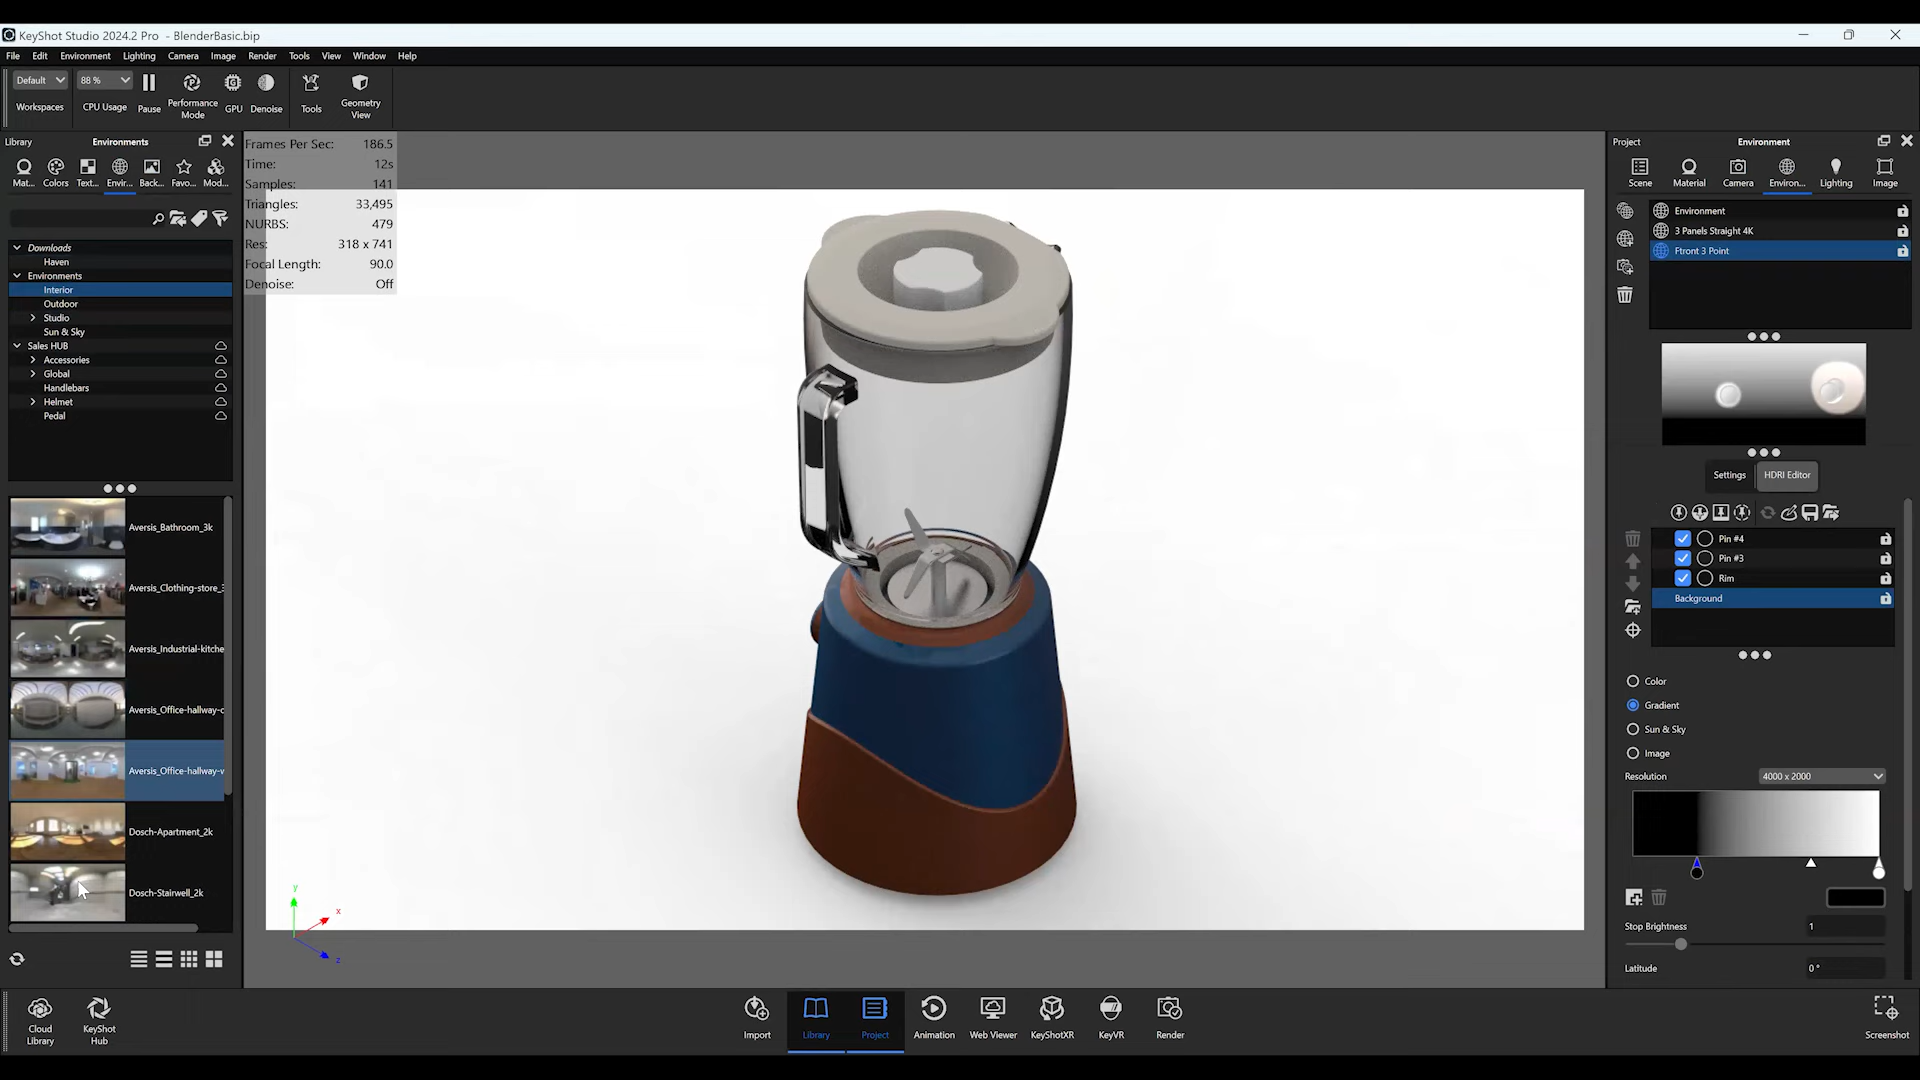 KeyShot Studio 2024.2 Pro - BlenderBasic.bip
File Edit Environment Lighting Camera Image Render Tools View Window Help
Default 88 %
Workspaces CPU Usage Pause Performance Mode GPU Denoise Tools Geometry View
Library Environments
Mat... Colors Text... Envir... Back... Favo... Mod...
Downloads
Haven
Environments
Interior
Outdoor
Studio
Sun & Sky
Sales HUB
Accessories
Global
Handlebars
Helmet
Pedal
Aversis_Bathroom_3k
Aversis_Clothing-store_3
Aversis_Industrial-kitche
Aversis_Office-hallway-c
Aversis_Office-hallway-v
Dosch-Apartment_2k
Dosch-Stairwell_2k
Frames Per Sec: 186.5
Time: 12s
Samples: 141
Triangles: 33,495
NURBS: 479
Res: 318 x 741
Focal Length: 90.0
Denoise: Off
y
x
z
Project Environment
Scene Material Camera Environ... Lighting Image
Environment
3 Panels Straight 4K
Ftront 3 Point
Settings HDRI Editor
Pin #4
Pin #3
Rim
Background
Color
Gradient
Sun & Sky
Image
Resolution 4000 x 2000
Stop Brightness 1
Latitude 0°
Cloud Library KeyShot Hub Import Library Project Animation Web Viewer KeyShotXR KeyVR Render Screenshot